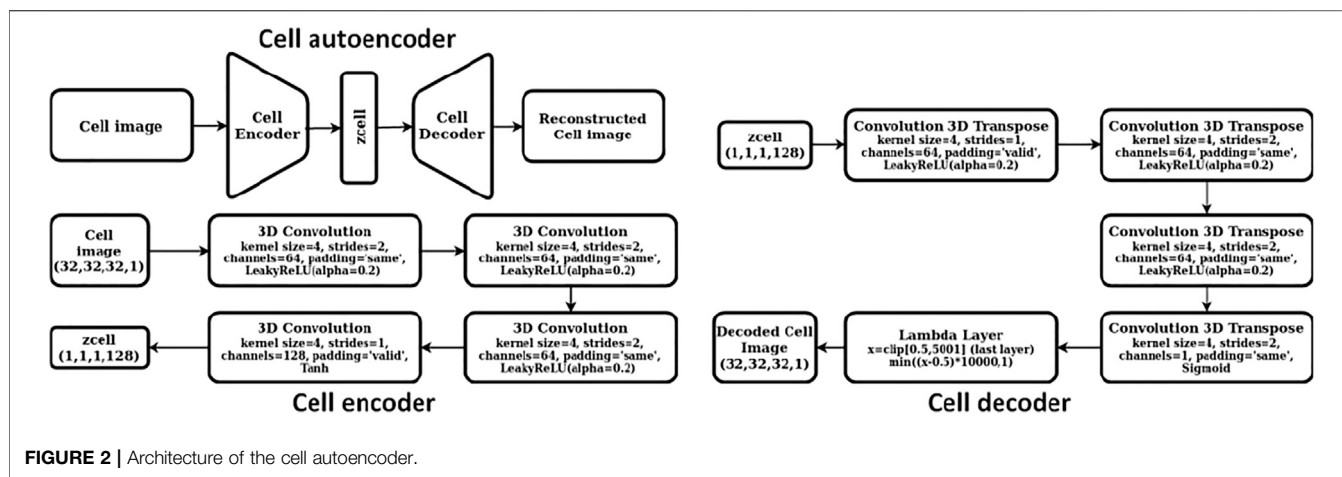 Cell autoencoder
Cell image
Cell
Encoder
zcell
Cell
Decoder
Reconstructed
Cell image
Cell
image
(32,32,32,1)
3D Convolution
kernel size=4, strides=2,
channels=64, padding='same',
LeakyReLU(alpha=0.2)
3D Convolution
kernel size=4, strides=2,
channels=64, padding='same',
LeakyReLU(alpha=0.2)
3D Convolution
kernel size=4, strides=2,
channels=64, padding='same',
LeakyReLU(alpha=0.2)
3D Convolution
kernel size=4, strides=1,
channels=128, padding='valid',
Tanh
zcell
(1,1,1,128)
Cell encoder
zcell
(1,1,1,128)
Convolution 3D Transpose
kernel size=4, strides=1,
channels=64, padding='valid',
LeakyReLU(alpha=0.2)
Convolution 3D Transpose
kernel size=4, strides=2,
channels=64, padding='same',
LeakyReLU(alpha=0.2)
Convolution 3D Transpose
kernel size=4, strides=2,
channels=64, padding='same',
LeakyReLU(alpha=0.2)
Convolution 3D Transpose
kernel size=4, strides=2,
channels=1, padding='same',
Sigmoid
Lambda Layer
x=clip[0.5,5001] (last layer)
min((x-0.5)*10000,1)
Decoded Cell
Image
(32,32,32,1)
Cell decoder
FIGURE 2 | Architecture of the cell autoencoder.